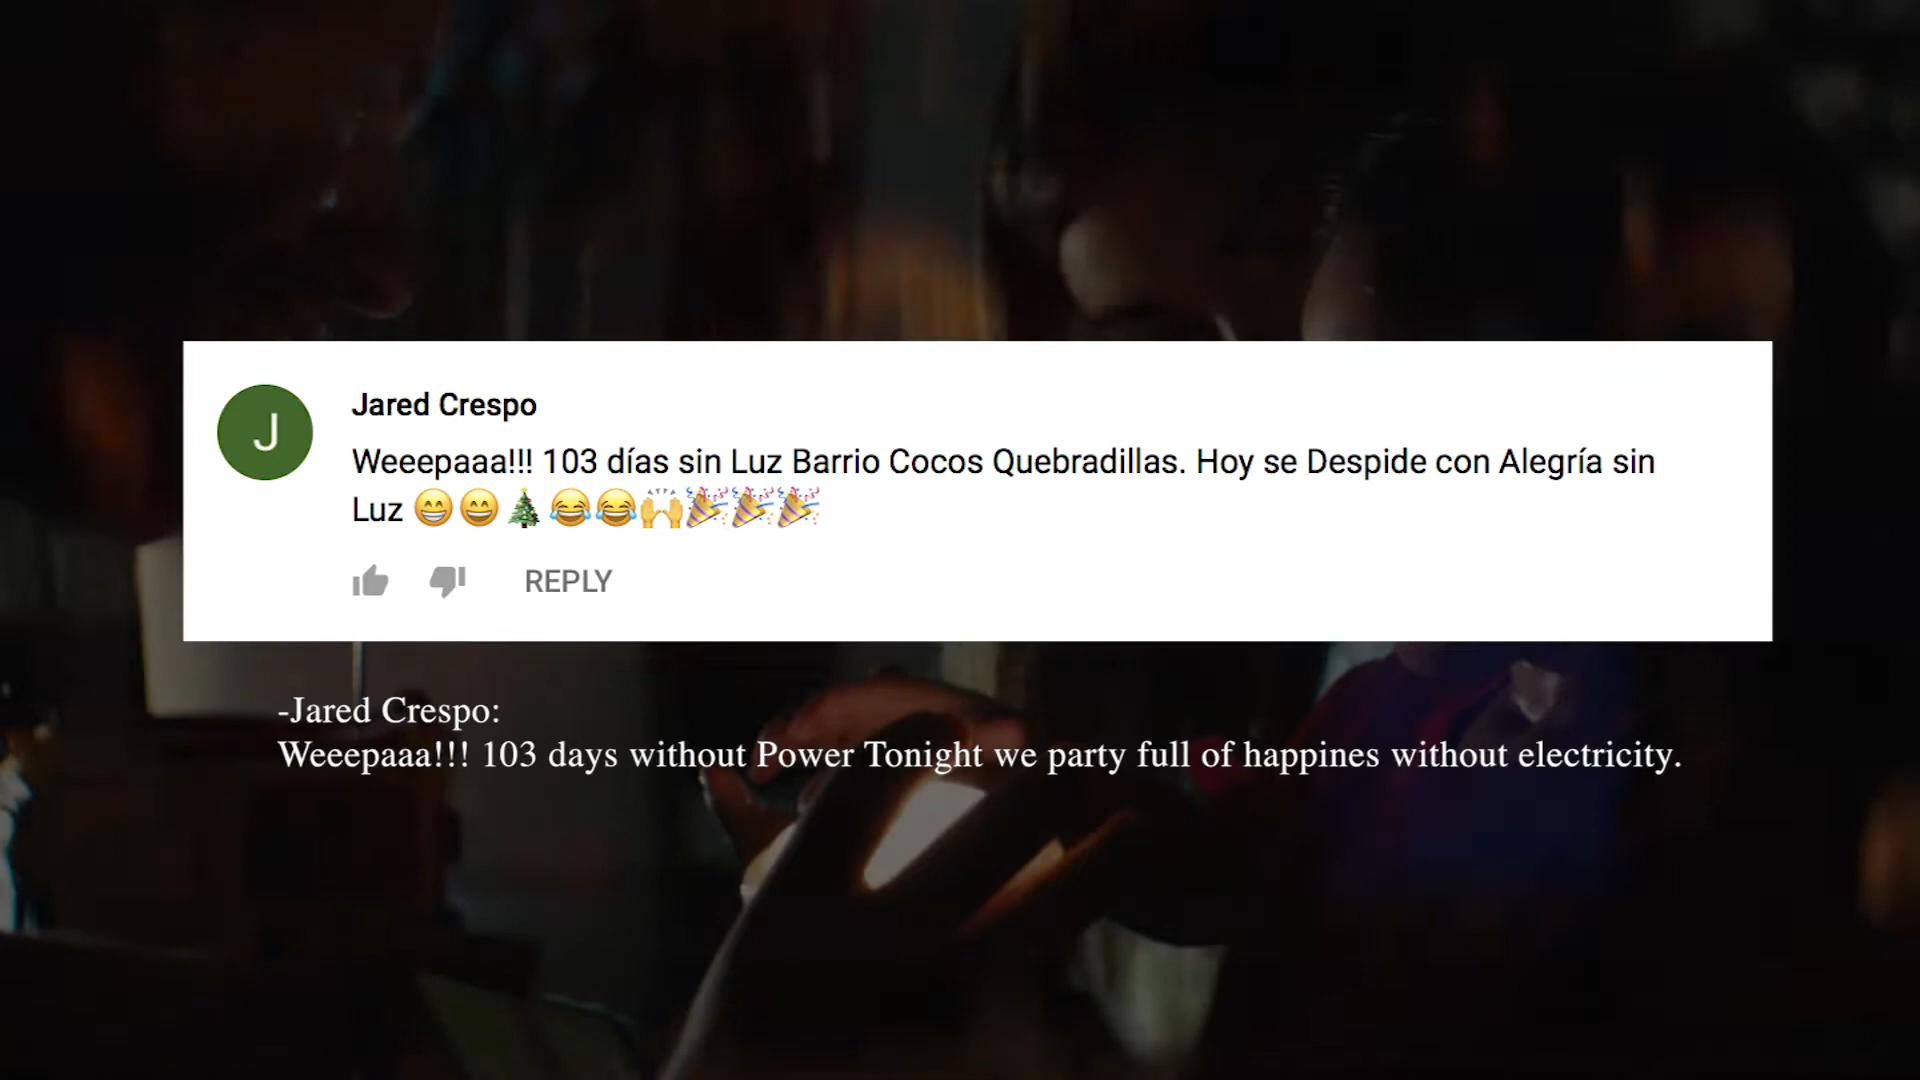 J
Jared Crespo
Weeepaaa!!! 103 días sin Luz Barrio Cocos Quebradillas. Hoy se Despide con Alegría sin
Luz 😁😄🎄😂😂🙌🎉🎉🎉
REPLY
-Jared Crespo:
Weeepaaa!!! 103 days without Power Tonight we party full of happines without electricity.